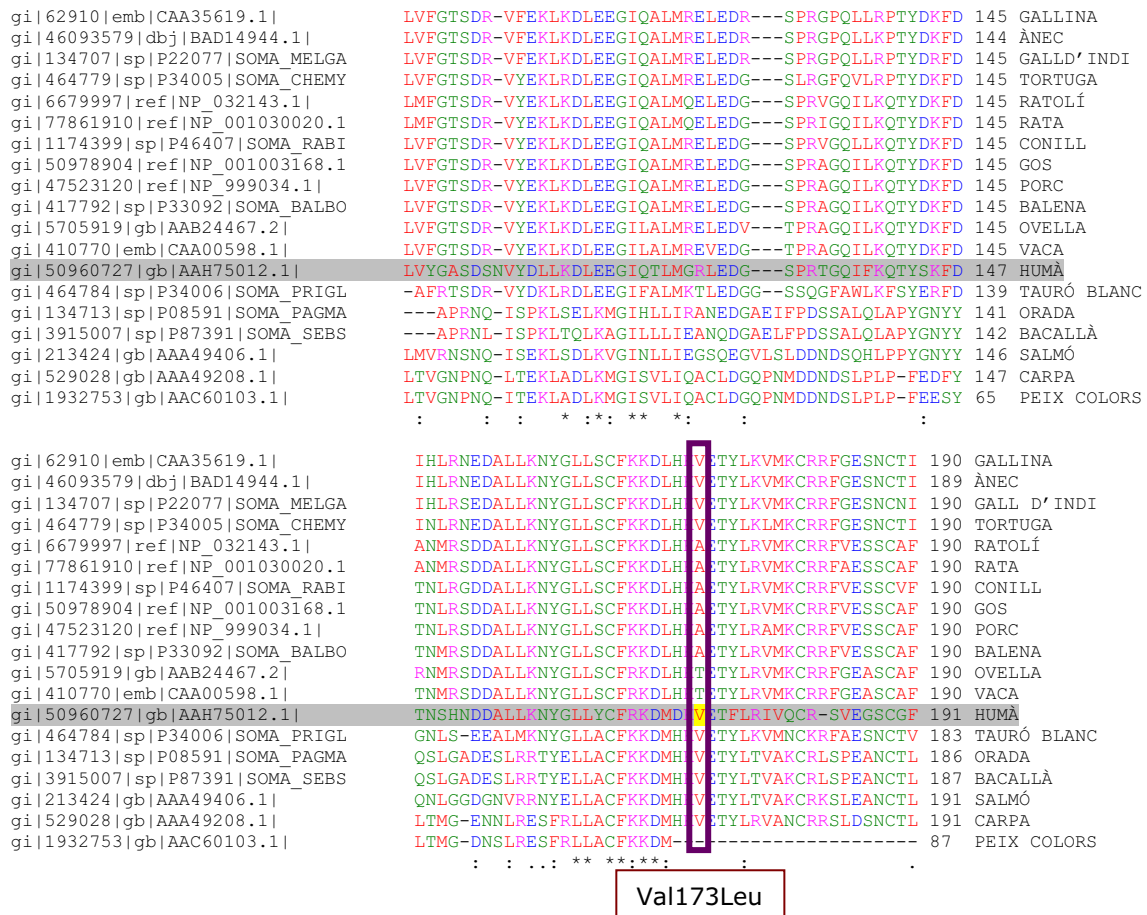 gi|62910|emb|CAA35619.1| LVFGTSDR-VFEKLKDLEEGIQALMRELEDR---SPRGPQLLRPTYDKFD 145 GALLINA
gi|46093579|dbj|BAD14944.1| LVFGTSDR-VFEKLKDLEEGIQALMRELEDR---SPRGPQLLKPTYDKFD 144 ÀNEC
gi|134707|sp|P22077|SOMA_MELGA LVFGTSDR-VFEKLKDLEEGIQALMRELEDR---SPRGPQLLRPTYDRFD 145 GALLD'INDI
gi|464779|sp|P34005|SOMA_CHEMY LVFGTSDR-VYEKLRDLEEGIQALMRELEDG---SLRGFQVLRPTYDKFD 145 TORTUGA
gi|6679997|ref|NP_032143.1| LMFGTSDR-VYEKLKDLEEGIQALMQELEDG---SPRVGQILKQTYDKFD 145 RATOLÍ
gi|77861910|ref|NP_001030020.1 LMFGTSDR-VYEKLKDLEEGIQALMQELEDG---SPRIGQILKQTYDKFD 145 RATA
gi|1174399|sp|P46407|SOMA_RABI LVFGTSDR-VYEKLKDLEEGIQALMRELEDG---SPRVGQLLKQTYDKFD 145 CONILL
gi|50978904|ref|NP_001003168.1 LVFGTSDR-VYEKLKDLEEGIQALMRELEDG---SPRAGQILKQTYDKFD 145 GOS
gi|47523120|ref|NP_999034.1| LVFGTSDR-VYEKLKDLEEGIQALMRELEDG---SPRAGQILKQTYDKFD 145 PORC
gi|417792|sp|P33092|SOMA_BALBO LVFGTSDR-VYEKLKDLEEGIQALMRELEDG---SPRAGQILKQTYDKFD 145 BALENA
gi|5705919|gb|AAB24467.2| LVFGTSDR-VYEKLKDLEEGILALMRELEDV---TPRAGQILKQTYDKFD 145 OVELLA
gi|410770|emb|CAA00598.1| LVFGTSDR-VYEKLKDLEEGILALMREVEDG---TPRAGQILKQTYDKFD 145 VACA
gi|50960727|gb|AAH75012.1| LVYGASDSNVYDLLKDLEEGIQTLMGRLEDG---SPRTGQIFKQTYSKFD 147 HUMÀ
gi|464784|sp|P34006|SOMA_PRIGL -AFRTSDR-VYDKLRDLEEGIFALMKTLEDGG--SSQGFAWLKFSYERFD 139 TAURÓ BLANC
gi|134713|sp|P08591|SOMA_PAGMA ---APRNQ-ISPKLSELKMGIHLLIRANEDGAEIFPDSSALQLAPYGNYY 141 ORADA
gi|3915007|sp|P87391|SOMA_SEBS ---APRNL-ISPKLTQLKAGILLLIEANQDGAELFPDSSALQLAPYGNYY 142 BACALLÀ
gi|213424|gb|AAA49406.1| LMVRNSNQ-ISEKLSDLKVGINLLIEGSQEGVLSLDDNDSQHLPPYGNYY 146 SALMÓ
gi|529028|gb|AAA49208.1| LTVGNPNQ-LTEKLADLKMGISVLIQACLDGQPNMDDNDSLPLP-FEDFY 147 CARPA
gi|1932753|gb|AAC60103.1| LTVGNPNQ-ITEKLADLKMGISVLIQACLDGQPNMDDNDSLPLP-FEESY 65 PEIX COLORS
: : : * :*: ** *: : :
gi|62910|emb|CAA35619.1| IHLRNEDALLKNYGLLSCFKKDLHKVETYLKVMKCRRFGESNCTI 190 GALLINA
gi|46093579|dbj|BAD14944.1| IHLRNEDALLKNYGLLSCFKKDLHKVETYLKVMKCRRFGESNCTI 189 ÀNEC
gi|134707|sp|P22077|SOMA_MELGA IHLRSEDALLKNYGLLSCFKKDLHKVETYLKVMKCRRFGESNCNI 190 GALL D'INDI
gi|464779|sp|P34005|SOMA_CHEMY INLRNEDALLKNYGLLSCFKKDLHKVETYLKLMKCRRFGESNCTI 190 TORTUGA
gi|6679997|ref|NP_032143.1| ANMRSDDALLKNYGLLSCFKKDLHKAETYLRVMKCRRFVESSCAF 190 RATOLÍ
gi|77861910|ref|NP_001030020.1 ANMRSDDALLKNYGLLSCFKKDLHKAETYLRVMKCRRFAESSCAF 190 RATA
gi|1174399|sp|P46407|SOMA_RABI TNLRGDDALLKNYGLLSCFKKDLHKAETYLRVMKCRRFVESSCVF 190 CONILL
gi|50978904|ref|NP_001003168.1 TNLRSDDALLKNYGLLSCFKKDLHKAETYLRVMKCRRFVESSCAF 190 GOS
gi|47523120|ref|NP_999034.1| TNLRSDDALLKNYGLLSCFKKDLHKAETYLRAMKCRRFVESSCAF 190 PORC
gi|417792|sp|P33092|SOMA_BALBO TNMRSDDALLKNYGLLSCFKKDLHKAETYLRVMKCRRFVESSCAF 190 BALENA
gi|5705919|gb|AAB24467.2| RNMRSDDALLKNYGLLSCFRKDLHKTETYLRVMKCRRFGEASCAF 190 OVELLA
gi|410770|emb|CAA00598.1| TNMRSDDALLKNYGLLSCFRKDLHKTETYLRVMKCRRFGEASCAF 190 VACA
gi|50960727|gb|AAH75012.1| TNSHNDDALLKNYGLLYCFRKDMDKVETFLRIVQCR-SVEGSCGF 191 HUMÀ
gi|464784|sp|P34006|SOMA_PRIGL GNLS-EEALMKNYGLLACFKKDMHKVETYLKVMNCKRFAESNCTV 183 TAURÓ BLANC
gi|134713|sp|P08591|SOMA_PAGMA QSLGADESLRRTYELLACFKKDMHKVETYLTVAKCRLSPEANCTL 186 ORADA
gi|3915007|sp|P87391|SOMA_SEBS QSLGADESLRRTYELLACFKKDMHKVETYLTVAKCRLSPEANCTL 187 BACALLÀ
gi|213424|gb|AAA49406.1| QNLGGDGNVRRNYELLACFKKDMHKVETYLTVAKCRKSLEANCTL 191 SALMÓ
gi|529028|gb|AAA49208.1| LTMG-ENNLRESFRLLACFKKDMHKVETYLRVANCRRSLDSNCTL 191 CARPA
gi|1932753|gb|AAC60103.1| LTMG-DNSLRESFRLLACFKKDM---------------------- 87 PEIX COLORS
: : ..: ** **:**: : .
Val173Leu